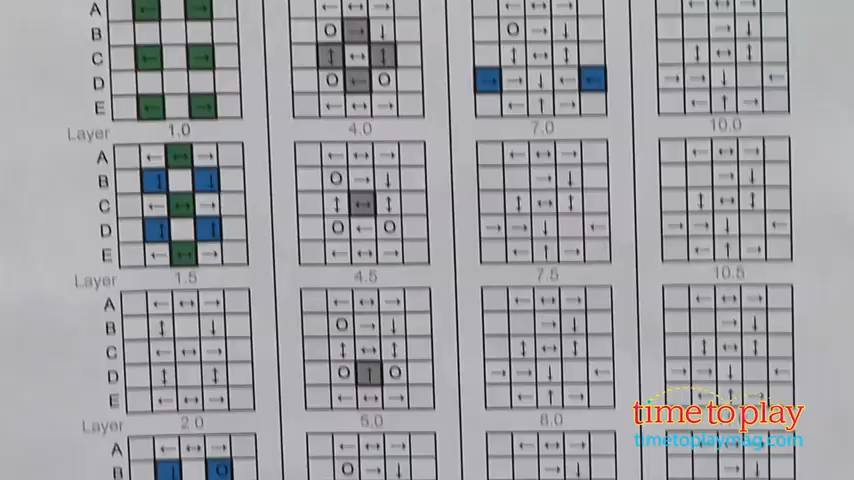 A ← → ← ↔ → ← ↔ → ← ↔ →
B O → ↓ O → ↓ → ↓
C ← → ↕ ↔ ↕ ↕ ↔ ↕ ↕ ↔ ↕
D O ← O → → ↓ ← ← → → ↓ ←
E ← → ← ↔ → ← ↑ → ← ↑ →
Layer 1.0 4.0 7.0 10.0
A ← ↔ → ← ↔ → ← ↔ → ← ↔ →
B ↕ ↓ O → ↓ → ↓ → ↓
C ← ↔ → ↕ ↔ ↕ ↕ ↔ ↕ ↕ ↔ ↕
D ↕ ↕ O ← O → → ↓ ← → → ↓ ←
E ← ↔ → ← ↔ → ← ↑ → ← ↑ →
Layer 1.5 4.5 7.5 10.5
A ← ↔ → ← ↔ → ← ↔ → ← ↔ →
B ↕ ↓ O → ↓ → ↓ → ↓
C ← ↔ → ↕ ↔ ↕ ↕ ↔ ↕ ↕ ↔ ↕
D ↕ ↕ O ↑ O → → ↓ ← → → ↓ ←
E ← ↔ → ← ↔ → ← ↑ →
Layer 2.0 5.0 8.0
A ← ↔ → ← ↔ → ← ↔ →
B ↓ O O → ↓ → ↓ → ↓
time to play
timetoplaymag.com